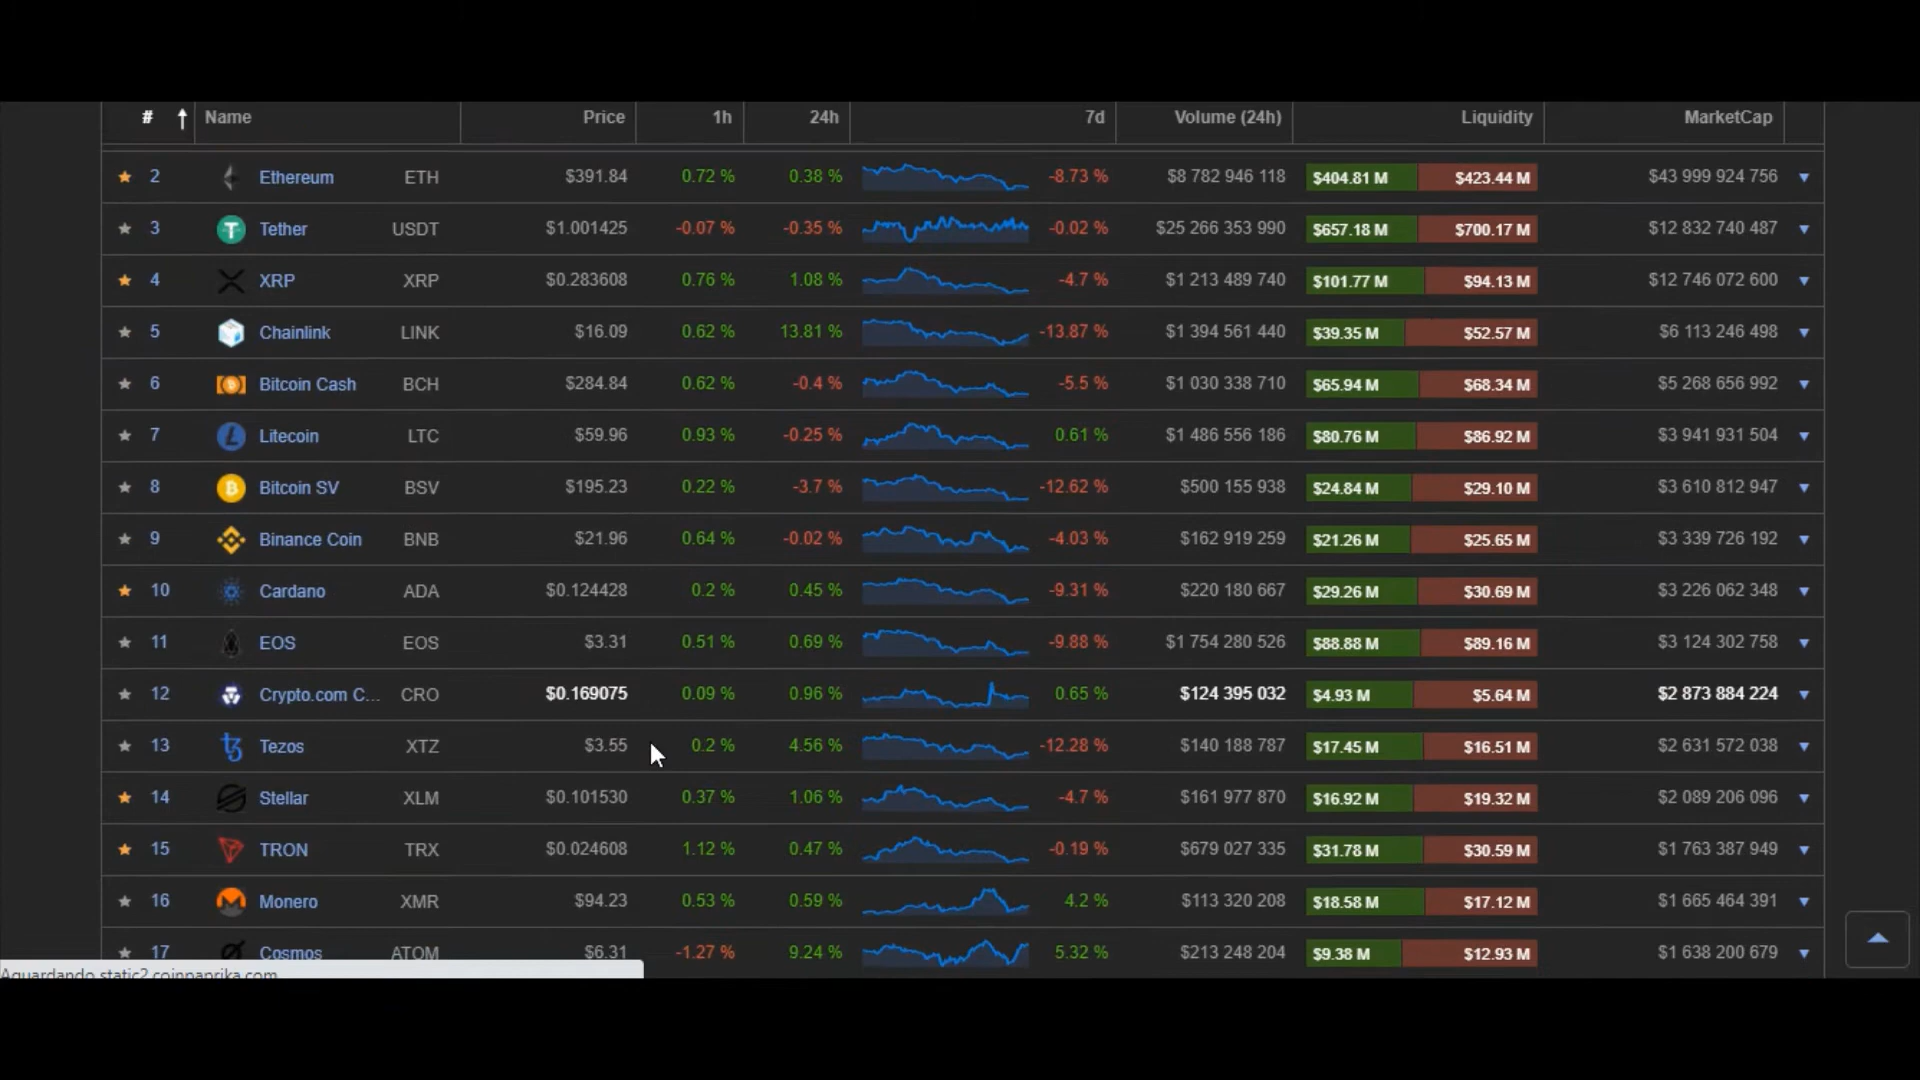 # ↑ Name Price 1h 24h 7d Volume (24h) Liquidity MarketCap
2 Ethereum ETH $391.84 0.72 % 0.38 % -8.73 % $8 782 946 118 $404.81 M $423.44 M $43 999 924 756
3 Tether USDT $1.001425 -0.07 % -0.35 % -0.02 % $25 266 353 990 $657.18 M $700.17 M $12 832 740 487
4 XRP XRP $0.283608 0.76 % 1.08 % -4.7 % $1 213 489 740 $101.77 M $94.13 M $12 746 072 600
5 Chainlink LINK $16.09 0.62 % 13.81 % -13.87 % $1 394 561 440 $39.35 M $52.57 M $6 113 246 498
6 Bitcoin Cash BCH $284.84 0.62 % -0.4 % -5.5 % $1 030 338 710 $65.94 M $68.34 M $5 268 656 992
7 Litecoin LTC $59.96 0.93 % -0.25 % 0.61 % $1 486 556 186 $80.76 M $86.92 M $3 941 931 504
8 Bitcoin SV BSV $195.23 0.22 % -3.7 % -12.62 % $500 155 938 $24.84 M $29.10 M $3 610 812 947
9 Binance Coin BNB $21.96 0.64 % -0.02 % -4.03 % $162 919 259 $21.26 M $25.65 M $3 339 726 192
10 Cardano ADA $0.124428 0.2 % 0.45 % -9.31 % $220 180 667 $29.26 M $30.69 M $3 226 062 348
11 EOS EOS $3.31 0.51 % 0.69 % -9.88 % $1 754 280 526 $88.88 M $89.16 M $3 124 302 758
12 Crypto.com C... CRO $0.169075 0.09 % 0.96 % 0.65 % $124 395 032 $4.93 M $5.64 M $2 873 884 224
13 Tezos XTZ $3.55 0.2 % 4.56 % -12.28 % $140 188 787 $17.45 M $16.51 M $2 631 572 038
14 Stellar XLM $0.101530 0.37 % 1.06 % -4.7 % $161 977 870 $16.92 M $19.32 M $2 089 206 096
15 TRON TRX $0.024608 1.12 % 0.47 % -0.19 % $679 027 335 $31.78 M $30.59 M $1 763 387 949
16 Monero XMR $94.23 0.53 % 0.59 % 4.2 % $113 320 208 $18.58 M $17.12 M $1 665 464 391
17 Cosmos ATOM $6.31 -1.27 % 9.24 % 5.32 % $213 248 204 $9.38 M $12.93 M $1 638 200 679
Aguardando static2.coinpaprika.com